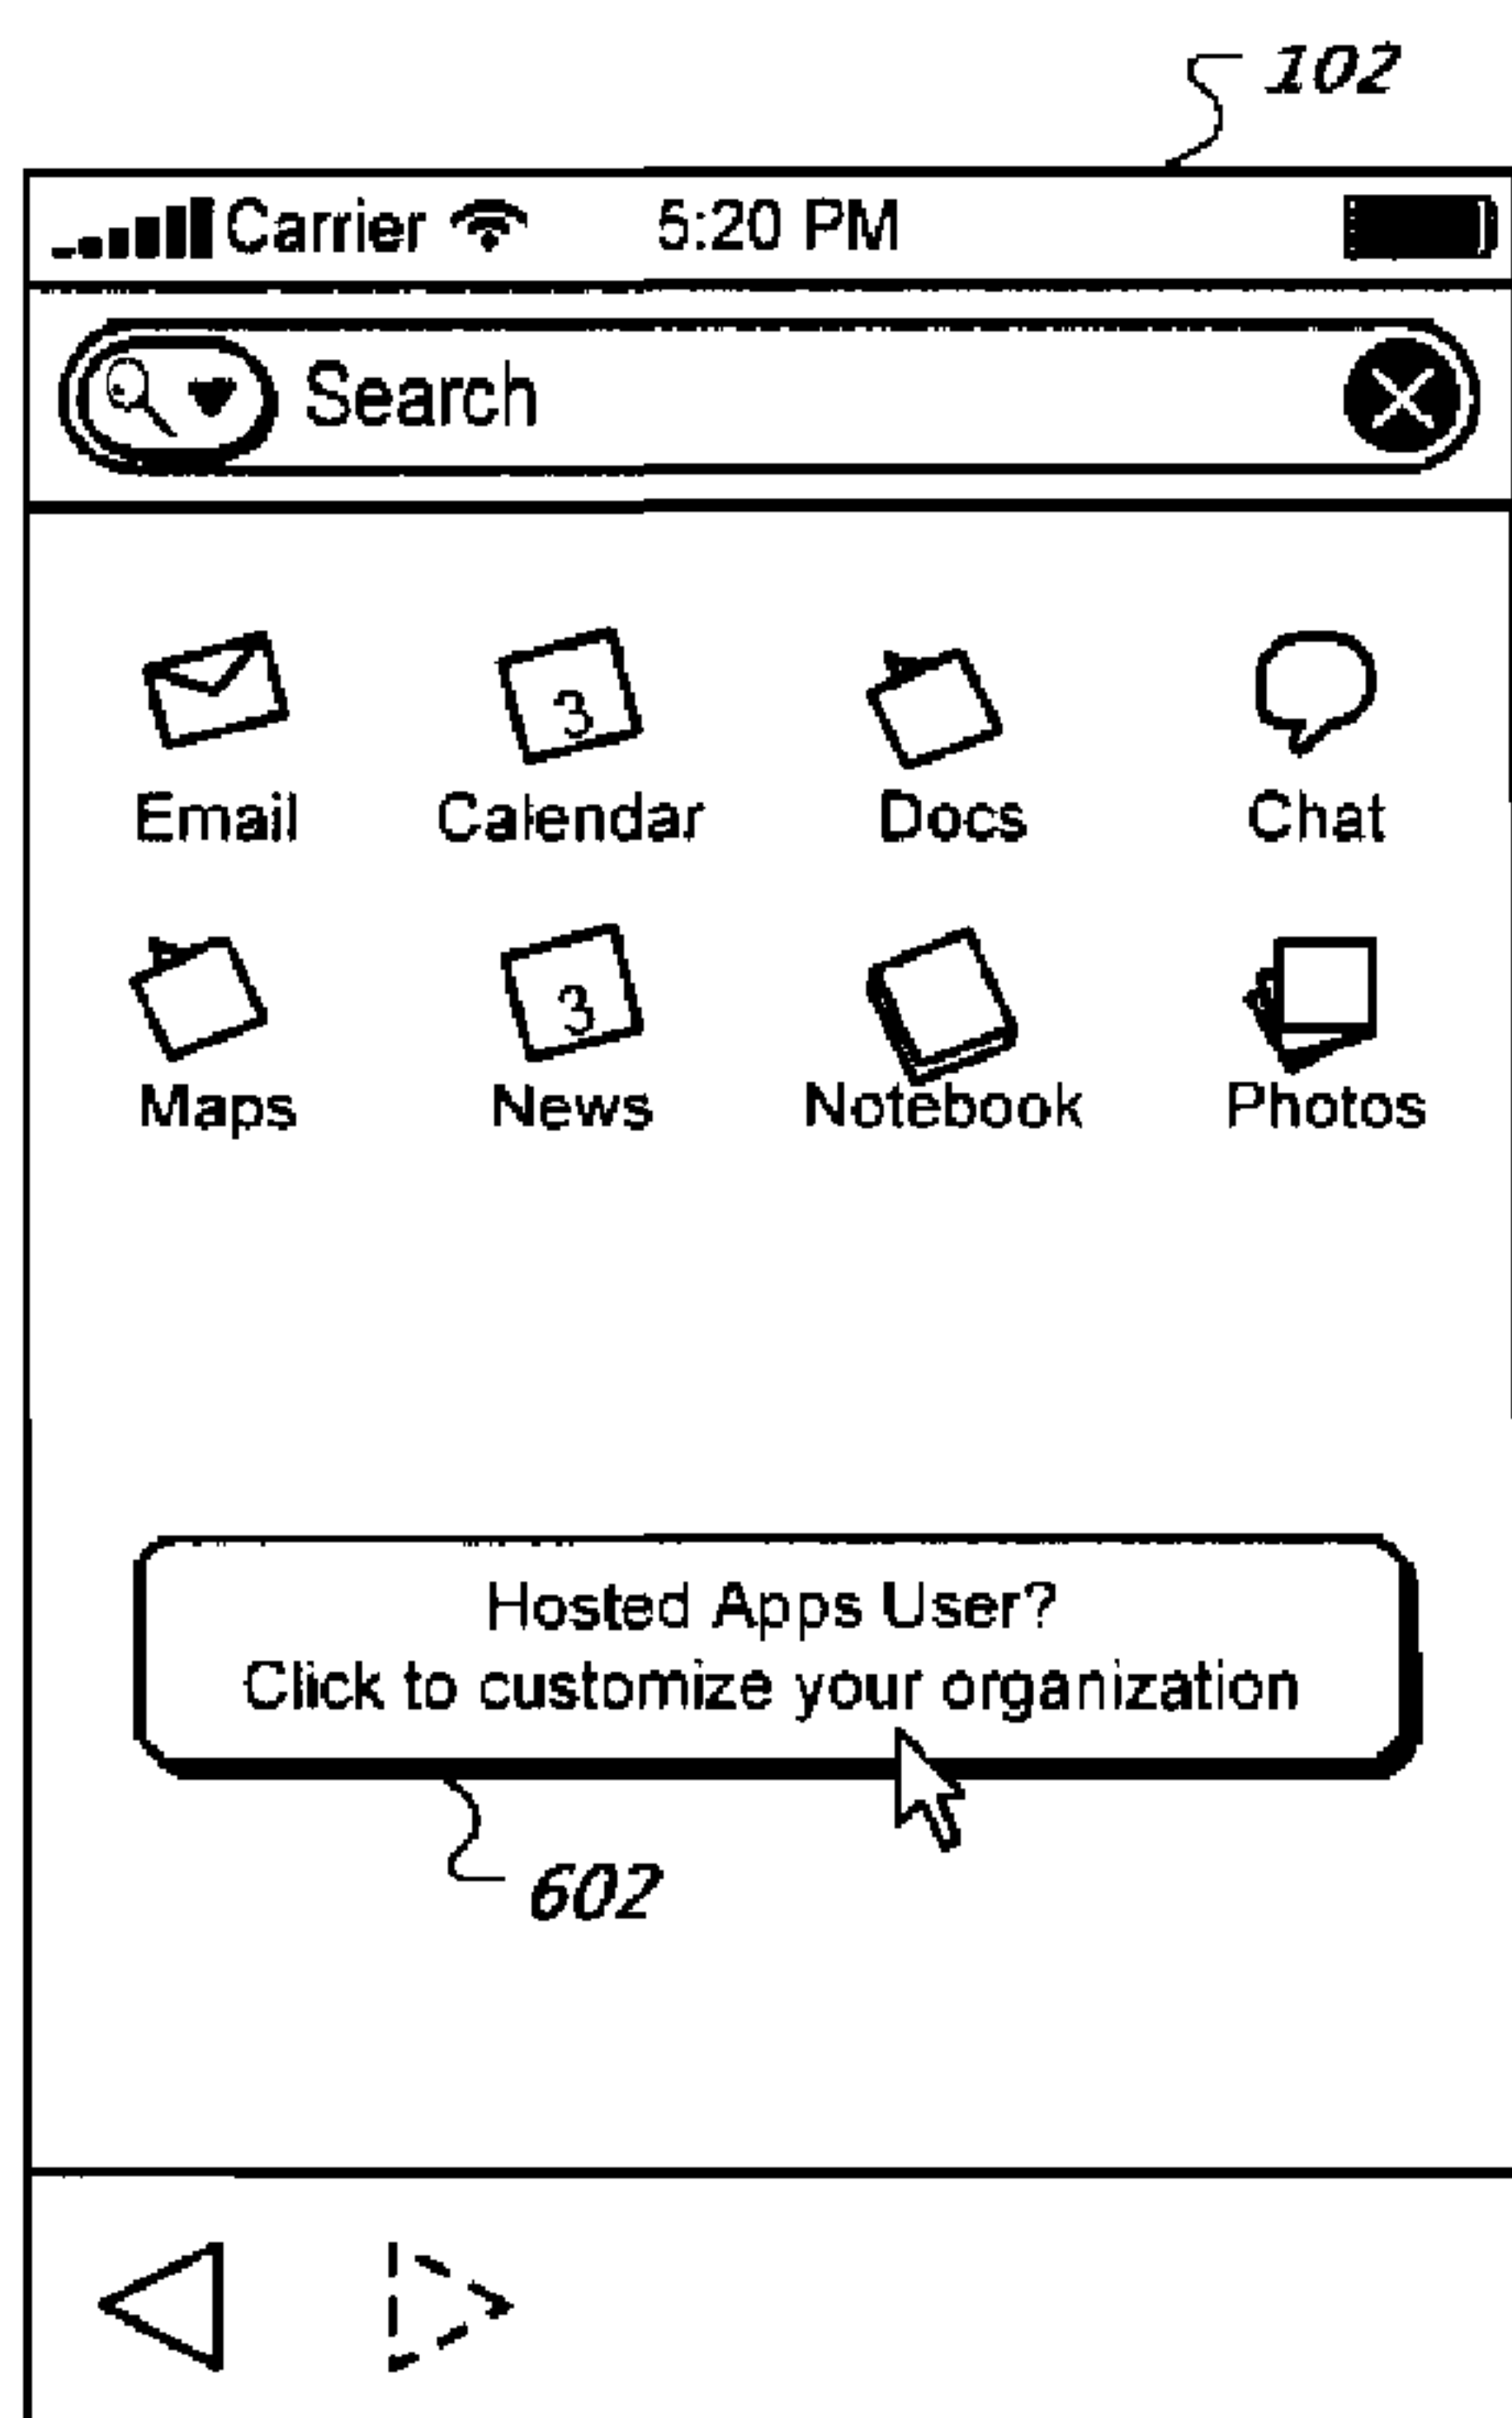 102
Carrier 5:20 PM
Search
3
Email Calendar Docs Chat
3
Maps News Notebook Photos
Hosted Apps User?
Click to customize your organization
602